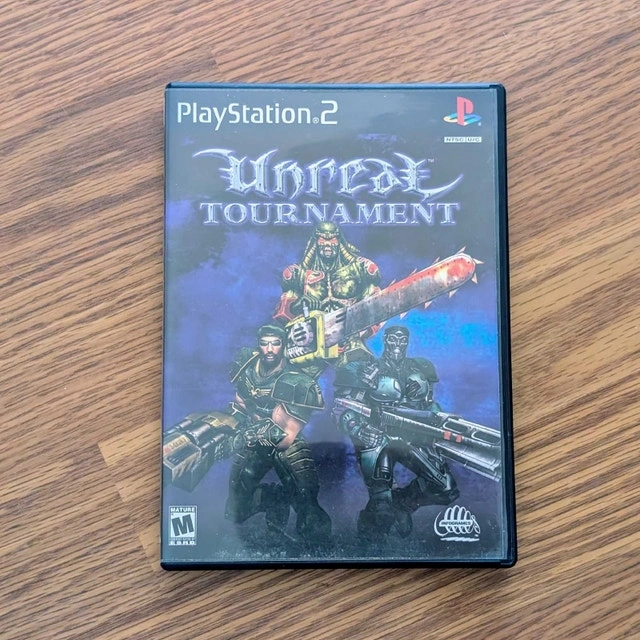 PlayStation®2
NTSC U/C
Unreal
TOURNAMENT
MATURE
M
ESRB
INFOGRAMES